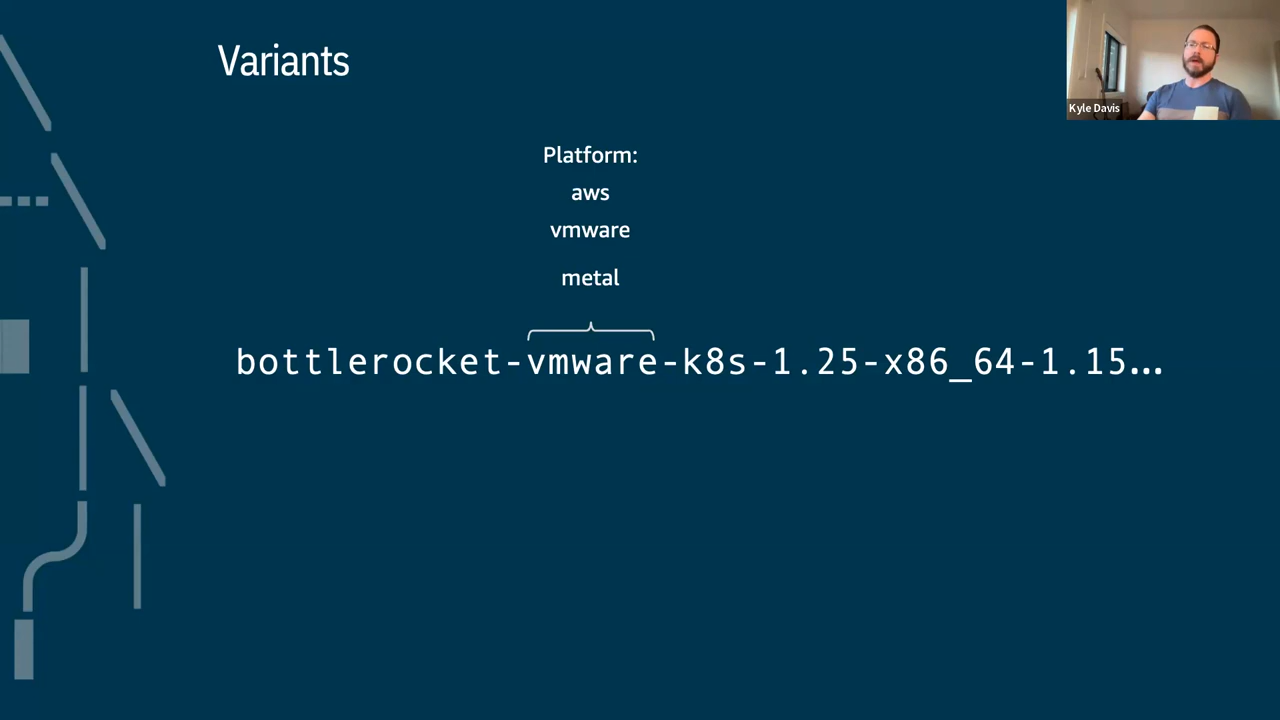 Variants
Kyle Davis
Platform:
aws
vmware
metal
bottlerocket-vmware-k8s-1.25-x86_64-1.15...